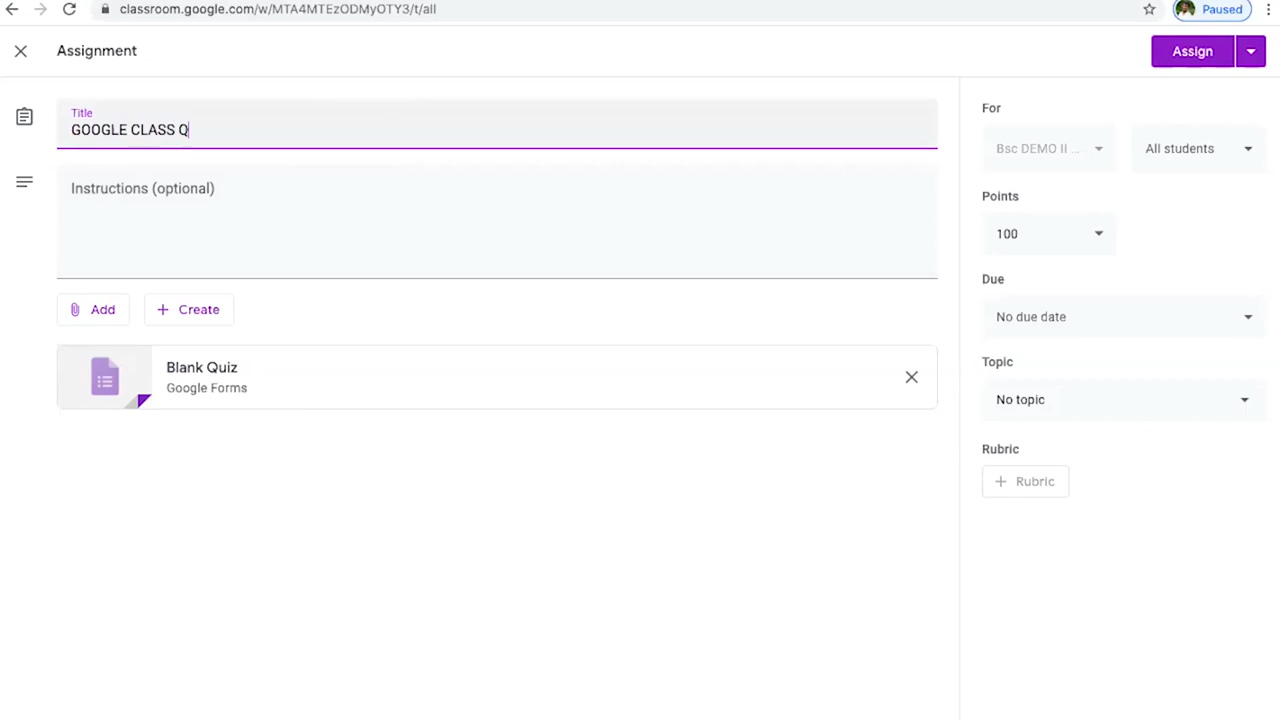 classroom.google.com/w/MTA4MTEzODMyOTY3/t/all
Paused
Assignment
Assign
Title
GOOGLE CLASS Q
Instructions (optional)
Add
Create
Blank Quiz
Google Forms
For
Bsc DEMO II ...
All students
Points
100
Due
No due date
Topic
No topic
Rubric
Rubric